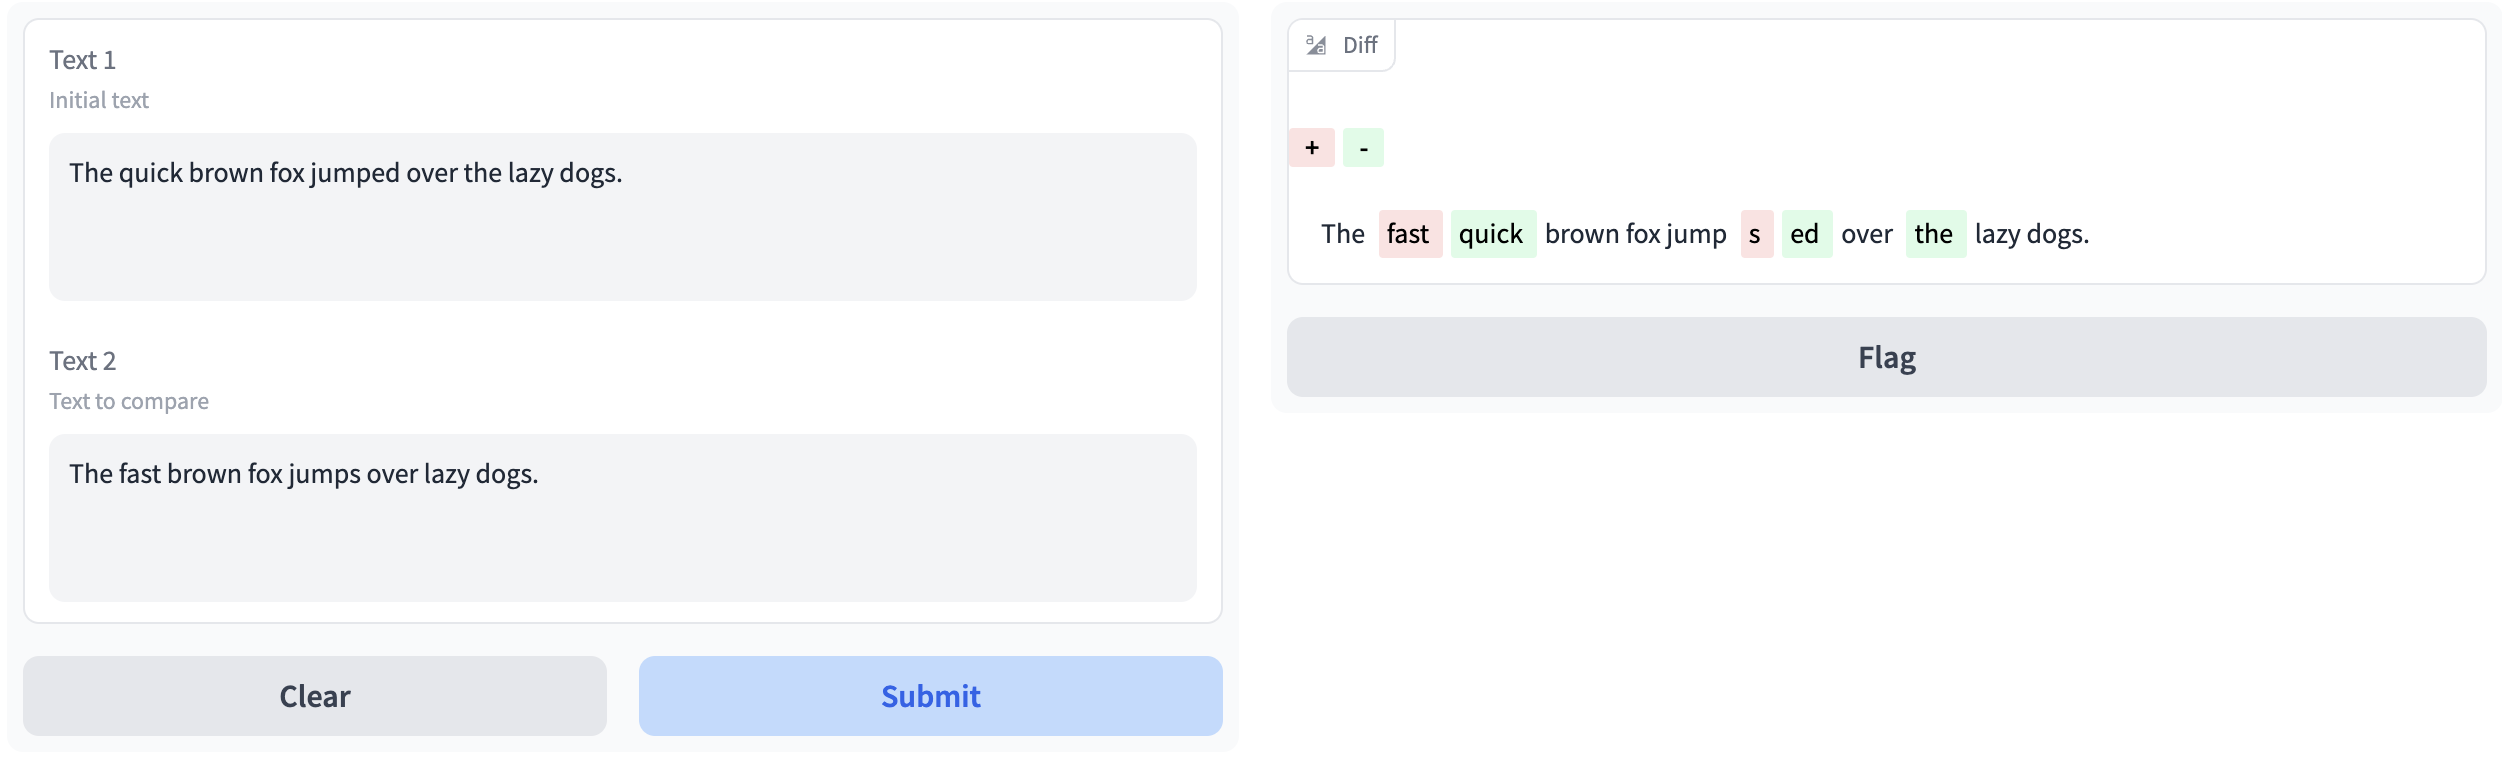 Text 1
Initial text
The quick brown fox jumped over the lazy dogs.
Text 2
Text to compare
The fast brown fox jumps over lazy dogs.
Clear Submit
Diff
+ -
The fast quick brown fox jump s ed over the lazy dogs.
Flag